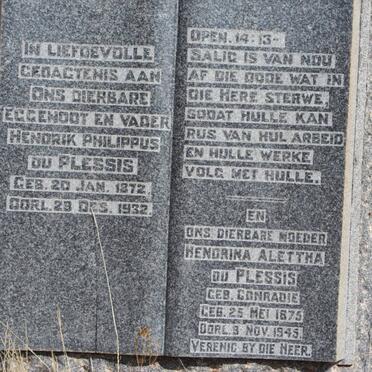 IN LIEFDEVOLLE
GEDACTENIS AAN
ONS DIERBARE
EGGENOOT EN VADER
HENDRIK PHILIPPUS
DU PLESSIS
GEB. 20 JAN. 1872.
OORL. 29 DES. 1932.
OPEN. 14:13-
SALIG IS VAN NOU
AF DIE DODE WAT IN
DIE HERE STERWE,
SODAT HULLE KAN
RUS VAN HUL ARBEID
EN HULLE WERKE
VOLG MET HULLE.
EN
ONS DIERBARE MOEDER
HENDRINA ALETTHA
DU PLESSIS
GEB. CONRADIE
GEB. 25 MEI 1875
OORL. 9 NOV. 1945.
VERENIG BY DIE HEER.